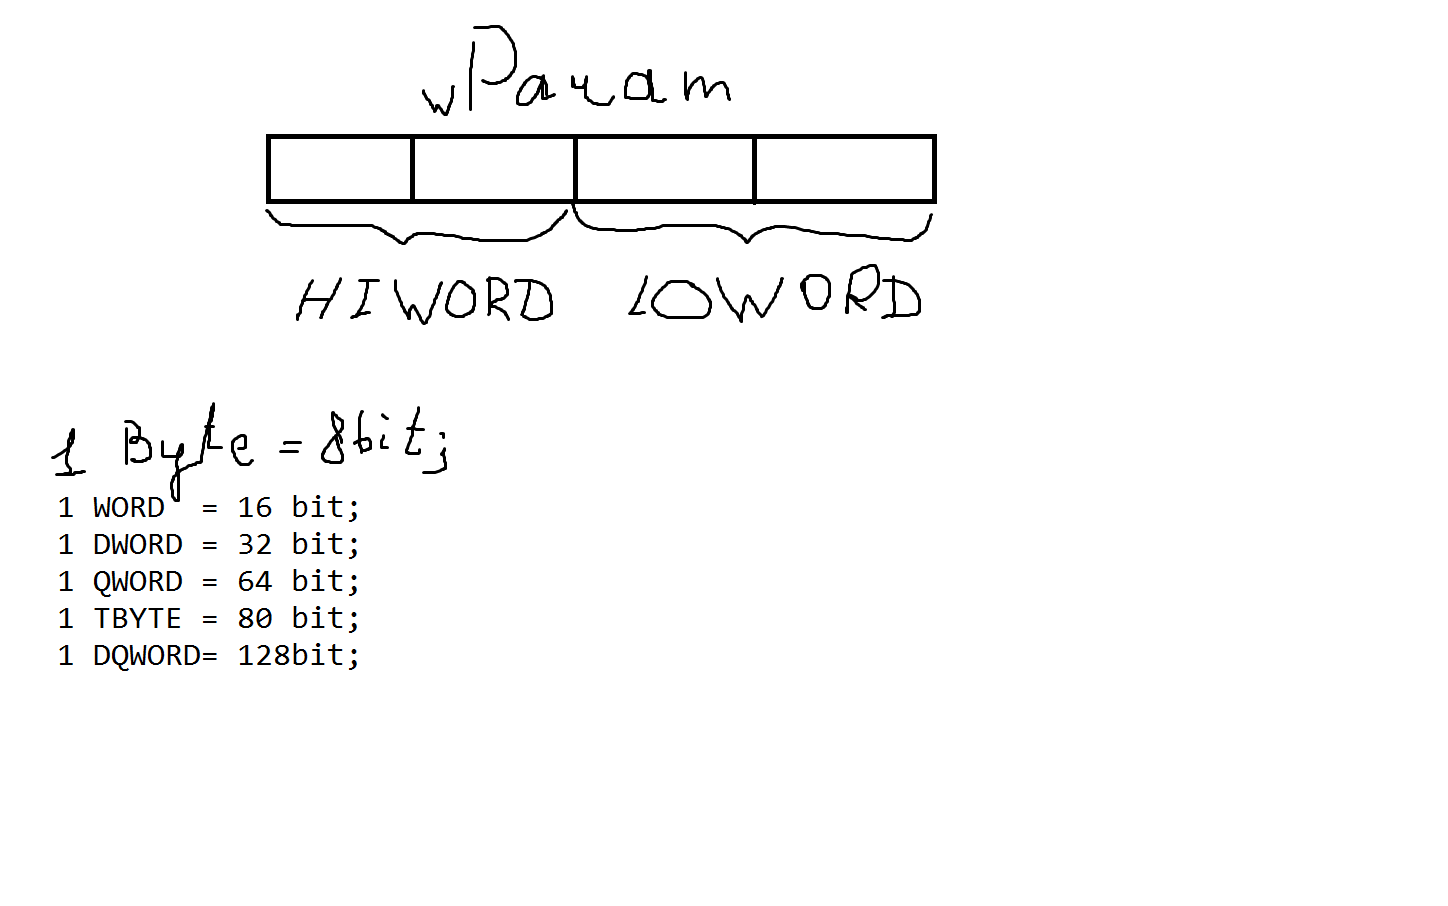 wParam
HIWORD LOWORD
1 Byte = 8bit;
1 WORD  = 16 bit;
1 DWORD = 32 bit;
1 QWORD = 64 bit;
1 TBYTE = 80 bit;
1 DQWORD= 128bit;